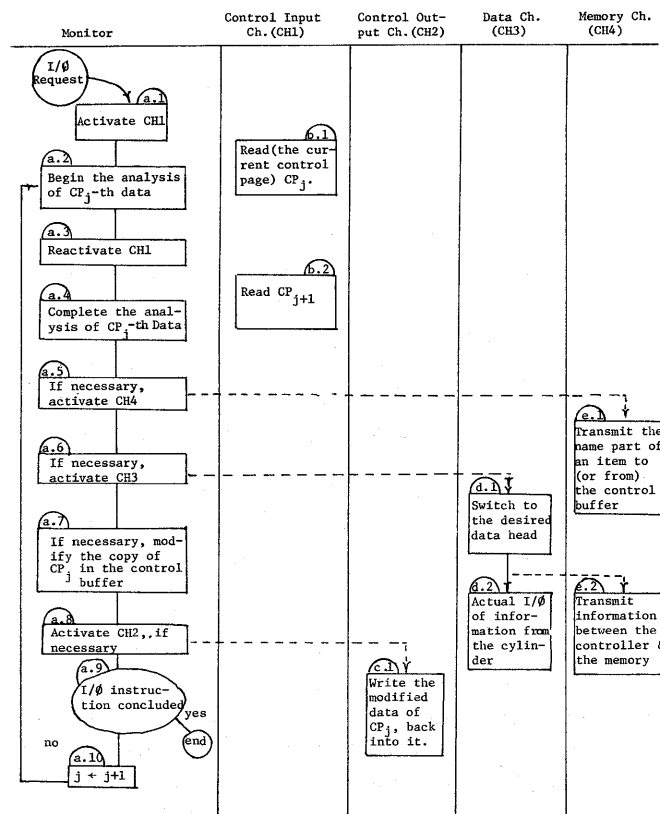 Monitor
Control Input
Ch.(CH1)
Control Out-
put Ch.(CH2)
Data Ch.
(CH3)
Memory Ch.
(CH4)
I/Ø
Request
a.1
Activate CH1
b.1
Read(the cur-
rent control
page) CPj.
a.2
Begin the analysis
of CPj-th data
a.3
Reactivate CH1
b.2
Read CPj+1
a.4
Complete the anal-
ysis of CPj-th Data
a.5
If necessary,
activate CH4
e.1
Transmit the
name part of
an item to
(or from)
the control
buffer
a.6
If necessary,
activate CH3
d.1
Switch to
the desired
data head
a.7
If necessary, mod-
ify the copy of
CPj in the control
buffer
d.2
Actual I/Ø
of infor-
mation from
the cylin-
der
e.2
Transmit
information
between the
controller &
the memory
a.8
Activate CH2,,if
necessary
c.1
Write the
modified
data of
CPj, back
into it.
a.9
I/Ø instruc-
tion concluded
yes
end
no
a.10
j ← j+1